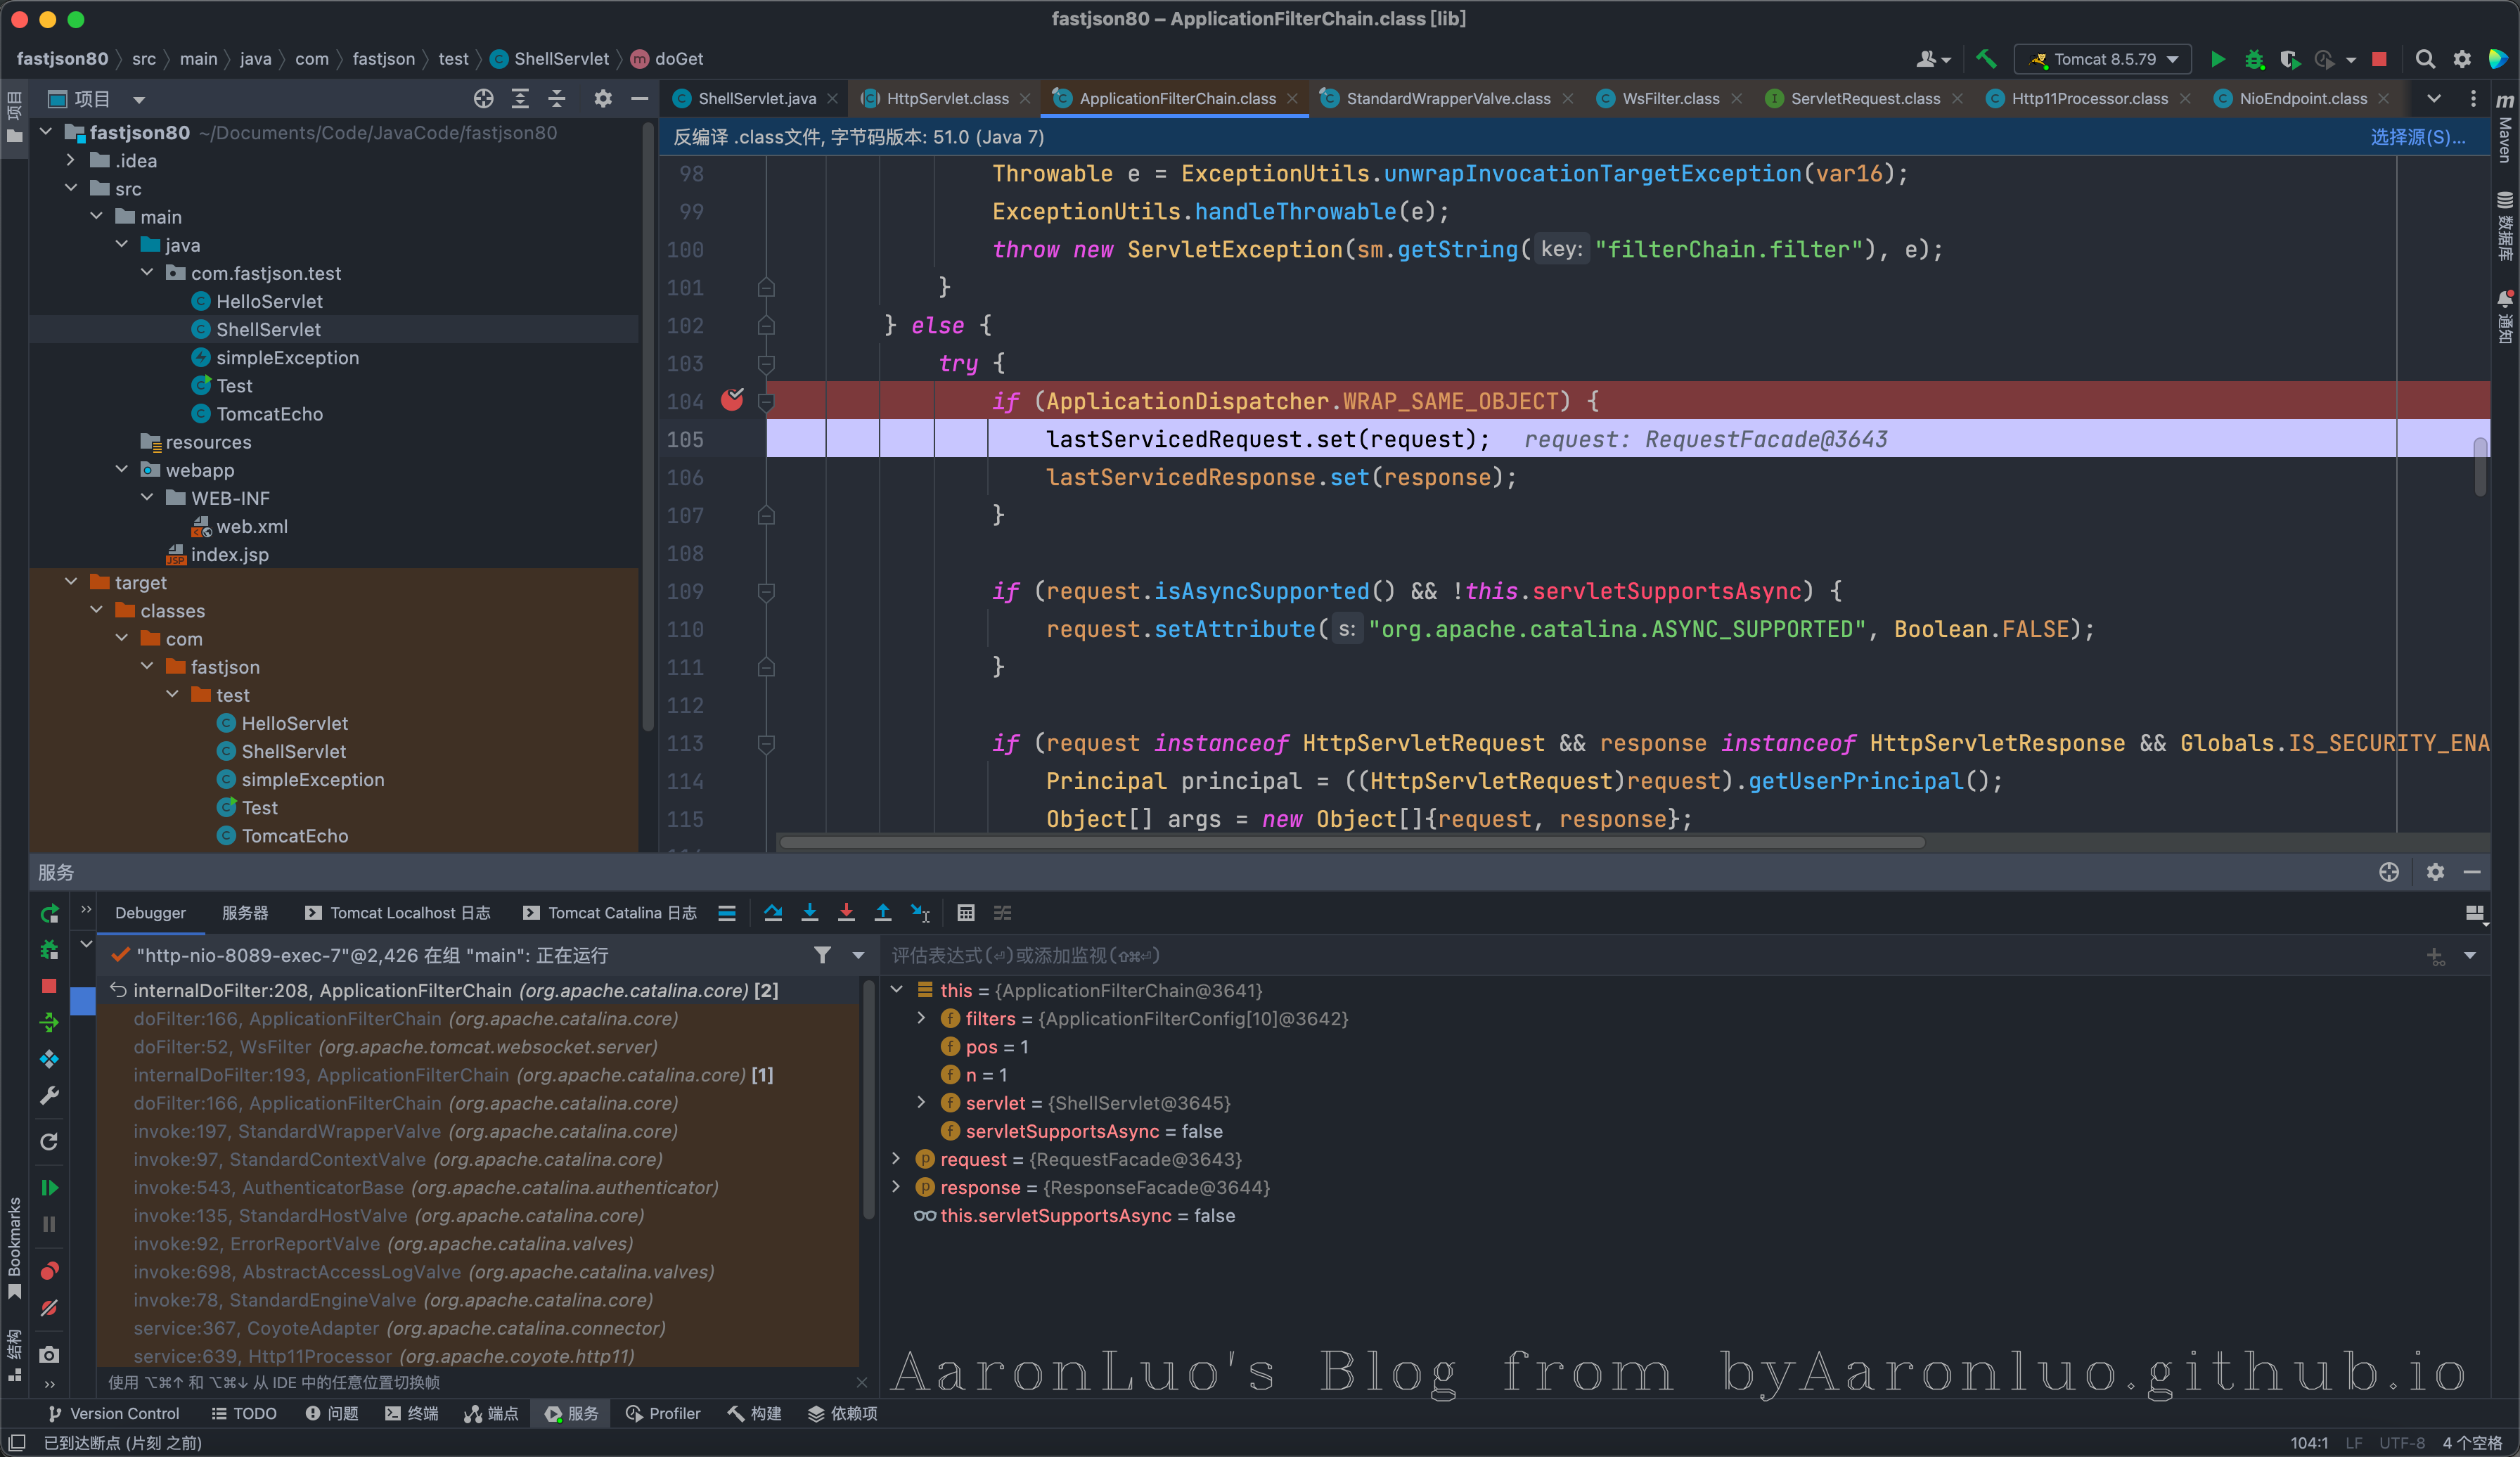 fastjson80 – ApplicationFilterChain.class [lib]
fastjson80 〉 src 〉 main 〉 java 〉 com 〉 fastjson 〉 test 〉 ShellServlet 〉 doGet
Tomcat 8.5.79
项目
ShellServlet.java
HttpServlet.class
ApplicationFilterChain.class
StandardWrapperValve.class
WsFilter.class
ServletRequest.class
Http11Processor.class
NioEndpoint.class
项目
fastjson80 ~/Documents/Code/JavaCode/fastjson80
.idea
src
main
java
com.fastjson.test
HelloServlet
ShellServlet
simpleException
Test
TomcatEcho
resources
webapp
WEB-INF
web.xml
index.jsp
target
classes
com
fastjson
test
HelloServlet
ShellServlet
simpleException
Test
TomcatEcho
反编译 .class文件, 字节码版本: 51.0 (Java 7)
选择源(S)...
98 Throwable e = ExceptionUtils.unwrapInvocationTargetException(var16);
99 ExceptionUtils.handleThrowable(e);
100 throw new ServletException(sm.getString( key: "filterChain.filter"), e);
101 }
102 } else {
103 try {
104 if (ApplicationDispatcher.WRAP_SAME_OBJECT) {
105 lastServicedRequest.set(request); request: RequestFacade@3643
106 lastServicedResponse.set(response);
107 }
108
109 if (request.isAsyncSupported() && !this.servletSupportsAsync) {
110 request.setAttribute( s: "org.apache.catalina.ASYNC_SUPPORTED", Boolean.FALSE);
111 }
112
113 if (request instanceof HttpServletRequest && response instanceof HttpServletResponse && Globals.IS_SECURITY_ENA
114 Principal principal = ((HttpServletRequest)request).getUserPrincipal();
115 Object[] args = new Object[]{request, response};
m
Maven
数据库
通知
服务
Debugger
服务器
Tomcat Localhost 日志
Tomcat Catalina 日志
"http-nio-8089-exec-7"@2,426 在组 "main": 正在运行
internalDoFilter:208, ApplicationFilterChain (org.apache.catalina.core) [2]
doFilter:166, ApplicationFilterChain (org.apache.catalina.core)
doFilter:52, WsFilter (org.apache.tomcat.websocket.server)
internalDoFilter:193, ApplicationFilterChain (org.apache.catalina.core) [1]
doFilter:166, ApplicationFilterChain (org.apache.catalina.core)
invoke:197, StandardWrapperValve (org.apache.catalina.core)
invoke:97, StandardContextValve (org.apache.catalina.core)
invoke:543, AuthenticatorBase (org.apache.catalina.authenticator)
invoke:135, StandardHostValve (org.apache.catalina.core)
invoke:92, ErrorReportValve (org.apache.catalina.valves)
invoke:698, AbstractAccessLogValve (org.apache.catalina.valves)
invoke:78, StandardEngineValve (org.apache.catalina.core)
service:367, CoyoteAdapter (org.apache.catalina.connector)
service:639, Http11Processor (org.apache.coyote.http11)
使用 ⌥⌘↑ 和 ⌥⌘↓ 从 IDE 中的任意位置切换帧
评估表达式(⏎)或添加监视(⇧⌘⏎)
this = {ApplicationFilterChain@3641}
filters = {ApplicationFilterConfig[10]@3642}
pos = 1
n = 1
servlet = {ShellServlet@3645}
servletSupportsAsync = false
request = {RequestFacade@3643}
response = {ResponseFacade@3644}
this.servletSupportsAsync = false
AaronLuo's Blog from byAaronluo.github.io
Bookmarks
结构
Version Control
TODO
问题
终端
端点
服务
Profiler
构建
依赖项
已到达断点 (片刻 之前)
104:1 LF UTF-8 4 个空格